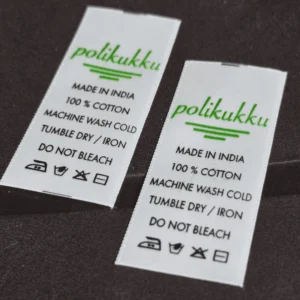 polikukku
MADE IN INDIA
100 % COTTON
MACHINE WASH COLD
TUMBLE DRY / IRON
DO NOT BLEACH
polikukku
MADE IN INDIA
100 % COTTON
MACHINE WASH COLD
TUMBLE DRY / IRON
DO NOT BLEACH